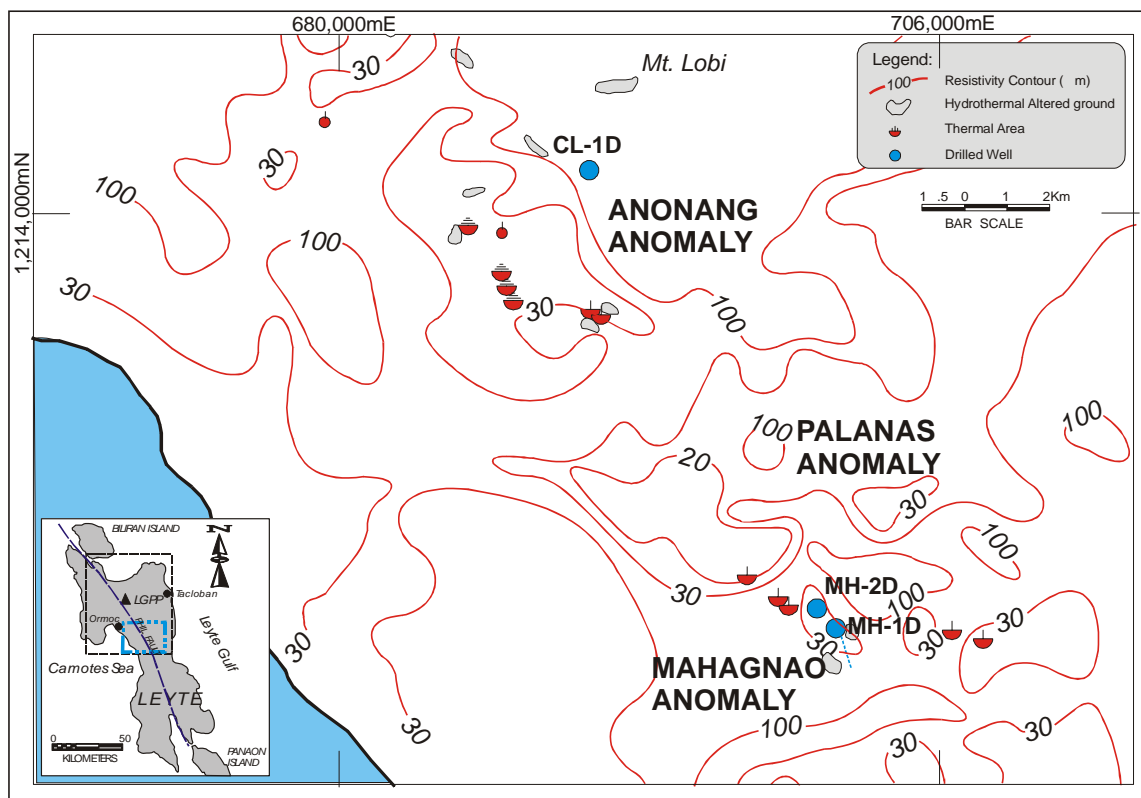 680,000mE
706,000mE
1,214,000mN
Mt. Lobi
Legend:
100 Resistivity Contour ( m)
Hydrothermal Altered ground
Thermal Area
Drilled Well
1 .5 0 1 2Km
BAR SCALE
CL-1D
ANONANG
ANOMALY
PALANAS
ANOMALY
MH-2D
MH-1D
MAHAGNAO
ANOMALY
30
30
100
100
30
30
100
100
100
20
30
30
100
100
30
30
30
30
30
100
30
30
BILIRAN ISLAND
N
Tacloban
LGPP
Ormoc
Leyte Gulf
Camotes Sea
LEYTE
0 50
KILOMETERS
PANAON
ISLAND